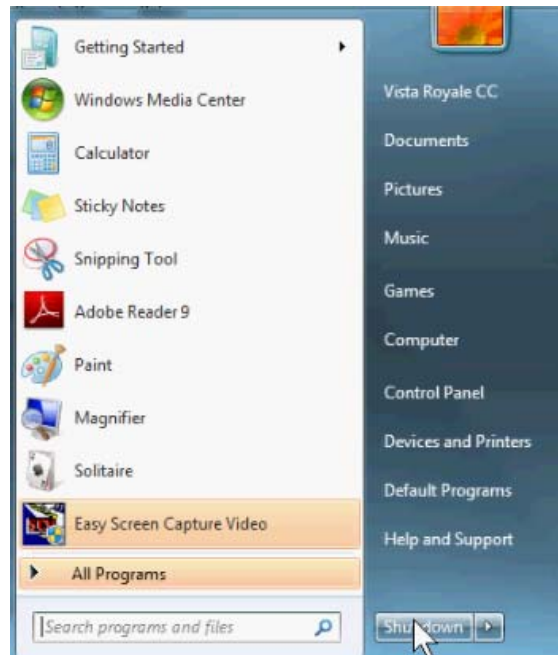 Getting Started
Windows Media Center
Calculator
Sticky Notes
Snipping Tool
Adobe Reader 9
Paint
Magnifier
Solitaire
Easy Screen Capture Video
All Programs
Search programs and files
Vista Royale CC
Documents
Pictures
Music
Games
Computer
Control Panel
Devices and Printers
Default Programs
Help and Support
Shut down